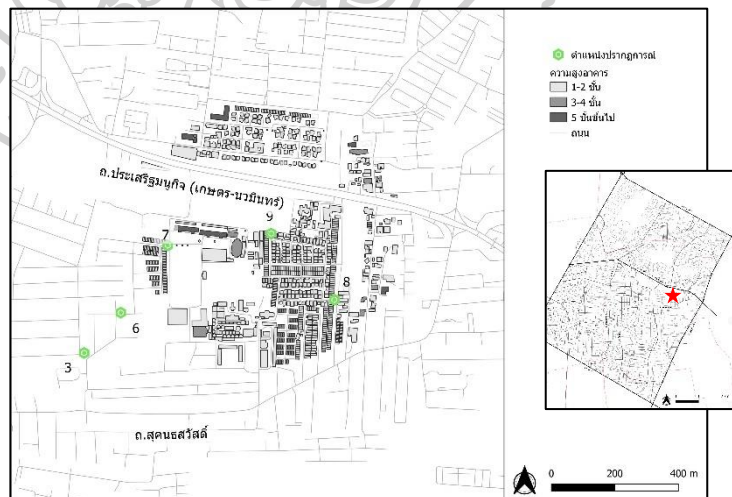 ตำแหน่งปรากฏการณ์
ความสูงอาคาร
1-2 ชั้น
3-4 ชั้น
5 ชั้นขึ้นไป
ถนน
ถ.ประเสริฐมนูกิจ (เกษตร-นวมินทร์)
9
7
8
6
3
ถ.สุคนธสวัสดิ์
0 200 400 m